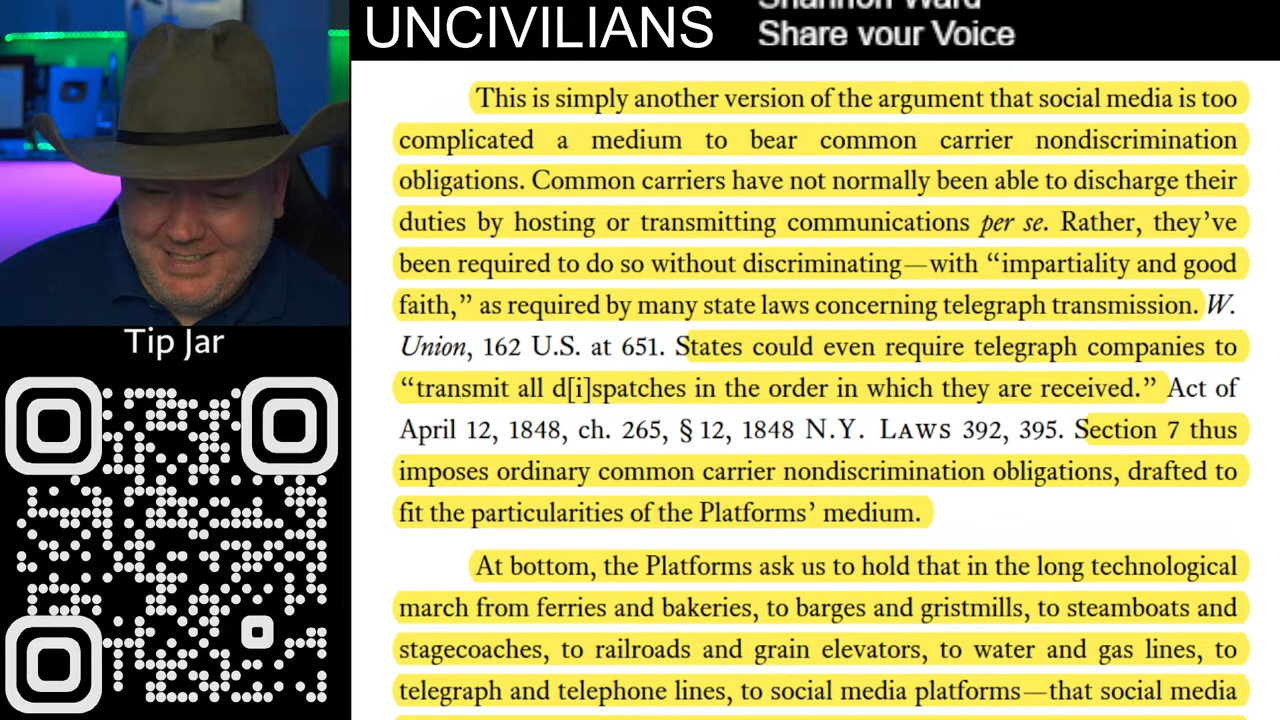 UNCIVILIANS
Shannon Ward
Share your Voice
This is simply another version of the argument that social media is too
complicated a medium to bear common carrier nondiscrimination
obligations. Common carriers have not normally been able to discharge their
duties by hosting or transmitting communications per se. Rather, they’ve
been required to do so without discriminating—with “impartiality and good
faith,” as required by many state laws concerning telegraph transmission. W.
Union, 162 U.S. at 651. States could even require telegraph companies to
“transmit all d[i]spatches in the order in which they are received.” Act of
April 12, 1848, ch. 265, § 12, 1848 N.Y. LAWS 392, 395. Section 7 thus
imposes ordinary common carrier nondiscrimination obligations, drafted to
fit the particularities of the Platforms’ medium.
At bottom, the Platforms ask us to hold that in the long technological
march from ferries and bakeries, to barges and gristmills, to steamboats and
stagecoaches, to railroads and grain elevators, to water and gas lines, to
telegraph and telephone lines, to social media platforms—that social media
Tip Jar